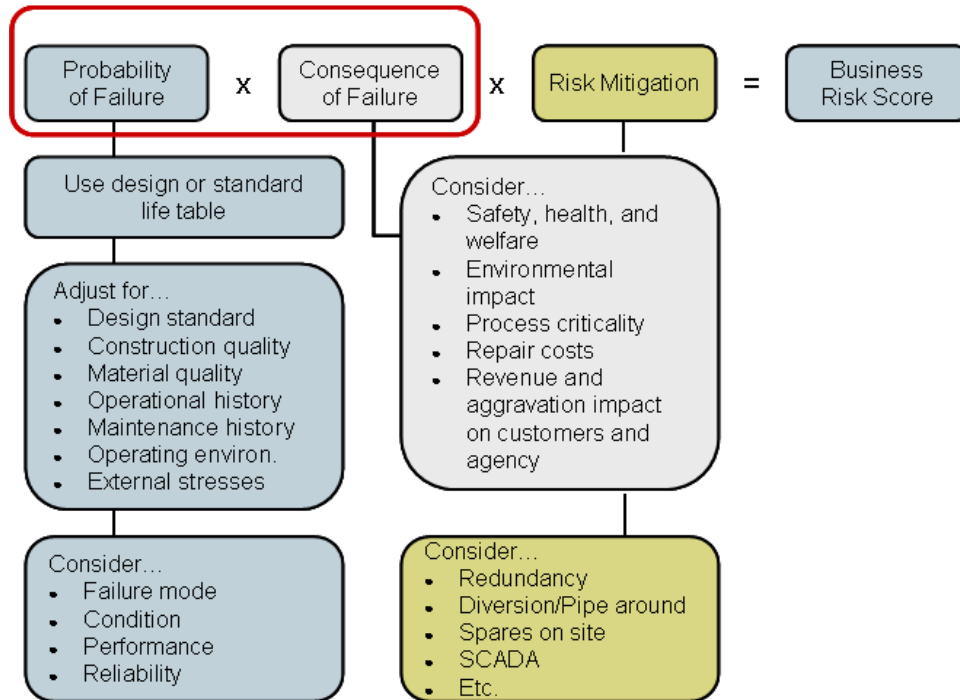 Probability
of Failure
x
Consequence
of Failure
x
Risk Mitigation
=
Business
Risk Score
Use design or standard
life table
Adjust for…
• Design standard
• Construction quality
• Material quality
• Operational history
• Maintenance history
• Operating environ.
• External stresses
Consider…
• Failure mode
• Condition
• Performance
• Reliability
Consider…
• Safety, health, and
welfare
• Environmental
impact
• Process criticality
• Repair costs
• Revenue and
aggravation impact
on customers and
agency
Consider…
• Redundancy
• Diversion/Pipe around
• Spares on site
• SCADA
• Etc.